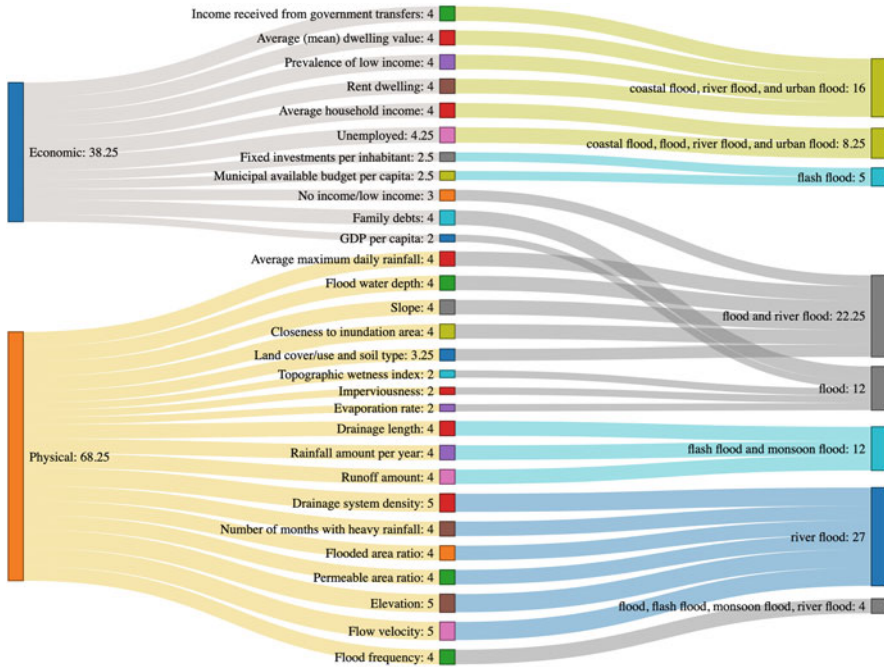 Income received from government transfers: 4
Average (mean) dwelling value: 4
Prevalence of low income: 4
Rent dwelling: 4
Average household income: 4
Unemployed: 4.25
Fixed investments per inhabitant: 2.5
Municipal available budget per capita: 2.5
No income/low income: 3
Family debts: 4
GDP per capita: 2
Economic: 38.25
Average maximum daily rainfall: 4
Flood water depth: 4
Slope: 4
Closeness to inundation area: 4
Land cover/use and soil type: 3.25
Topographic wetness index: 2
Imperviousness: 2
Evaporation rate: 2
Drainage length: 4
Rainfall amount per year: 4
Runoff amount: 4
Drainage system density: 5
Number of months with heavy rainfall: 4
Flooded area ratio: 4
Permeable area ratio: 4
Elevation: 5
Flow velocity: 5
Flood frequency: 4
Physical: 68.25
coastal flood, river flood, and urban flood: 16
coastal flood, flood, river flood, and urban flood: 8.25
flash flood: 5
flood and river flood: 22.25
flood: 12
flash flood and monsoon flood: 12
river flood: 27
flood, flash flood, monsoon flood, river flood: 4